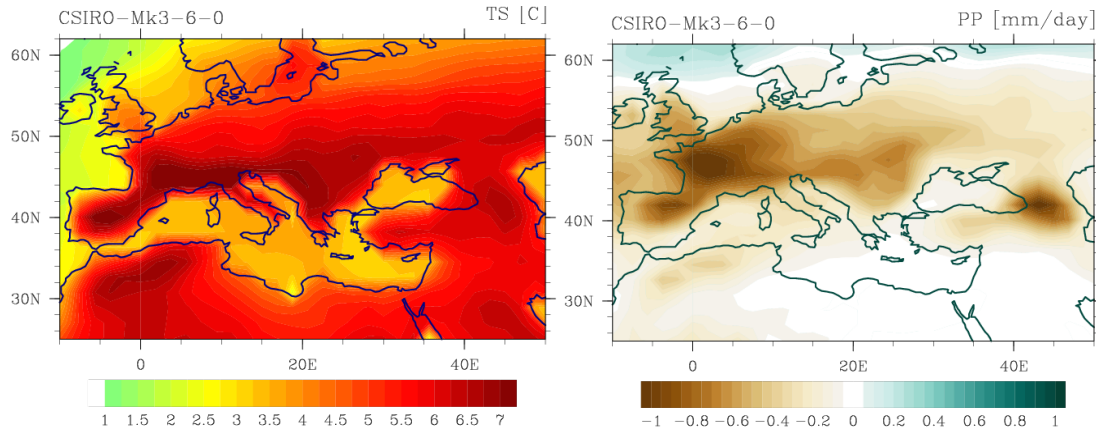 CSIRO-Mk3-6-0 TS [C]
60N
50N
40N
30N
0 20E 40E
1 1.5 2 2.5 3 3.5 4 4.5 5 5.5 6 6.5 7
CSIRO-Mk3-6-0 PP [mm/day]
60N
50N
40N
30N
0 20E 40E
-1 -0.8 -0.6 -0.4 -0.2 0 0.2 0.4 0.6 0.8 1